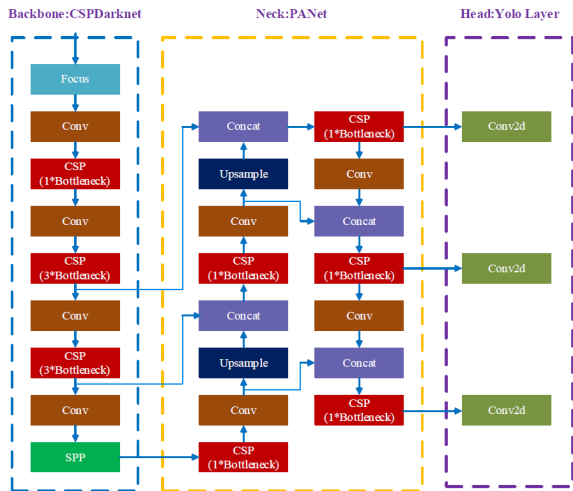 Backbone:CSPDarknet
Neck:PANet
Head:Yolo Layer
Focus
Conv
CSP
(1*Bottleneck)
Conv
CSP
(3*Bottleneck)
Conv
CSP
(3*Bottleneck)
Conv
SPP
Concat
Upsample
Conv
CSP
(1*Bottleneck)
Concat
Upsample
Conv
CSP
(1*Bottleneck)
CSP
(1*Bottleneck)
Conv
Concat
CSP
(1*Bottleneck)
Conv
Concat
CSP
(1*Bottleneck)
Conv2d
Conv2d
Conv2d